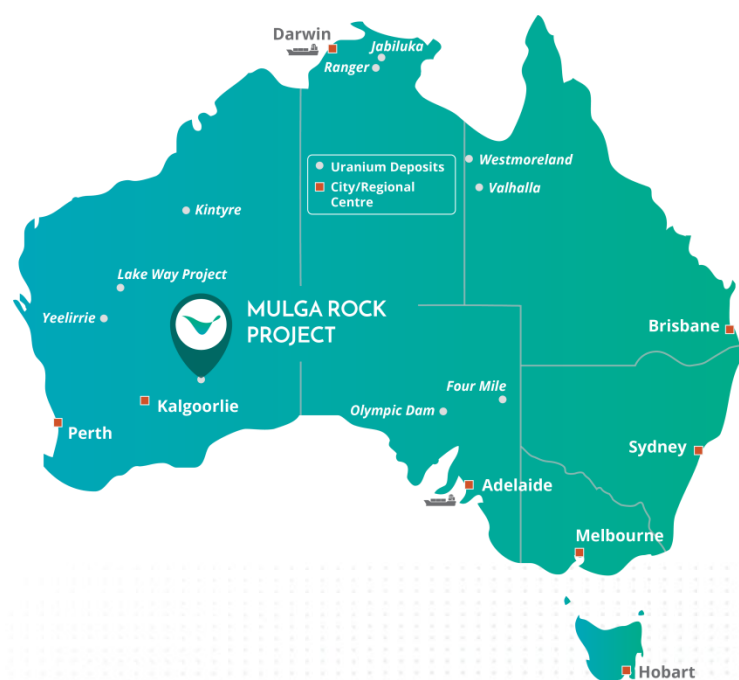 Darwin
Jabiluka
Ranger
Uranium Deposits
City/Regional
Centre
Westmoreland
Valhalla
Kintyre
Lake Way Project
Yeelirrie
MULGA ROCK
PROJECT
Brisbane
Four Mile
Olympic Dam
Kalgoorlie
Perth
Sydney
Adelaide
Melbourne
Hobart